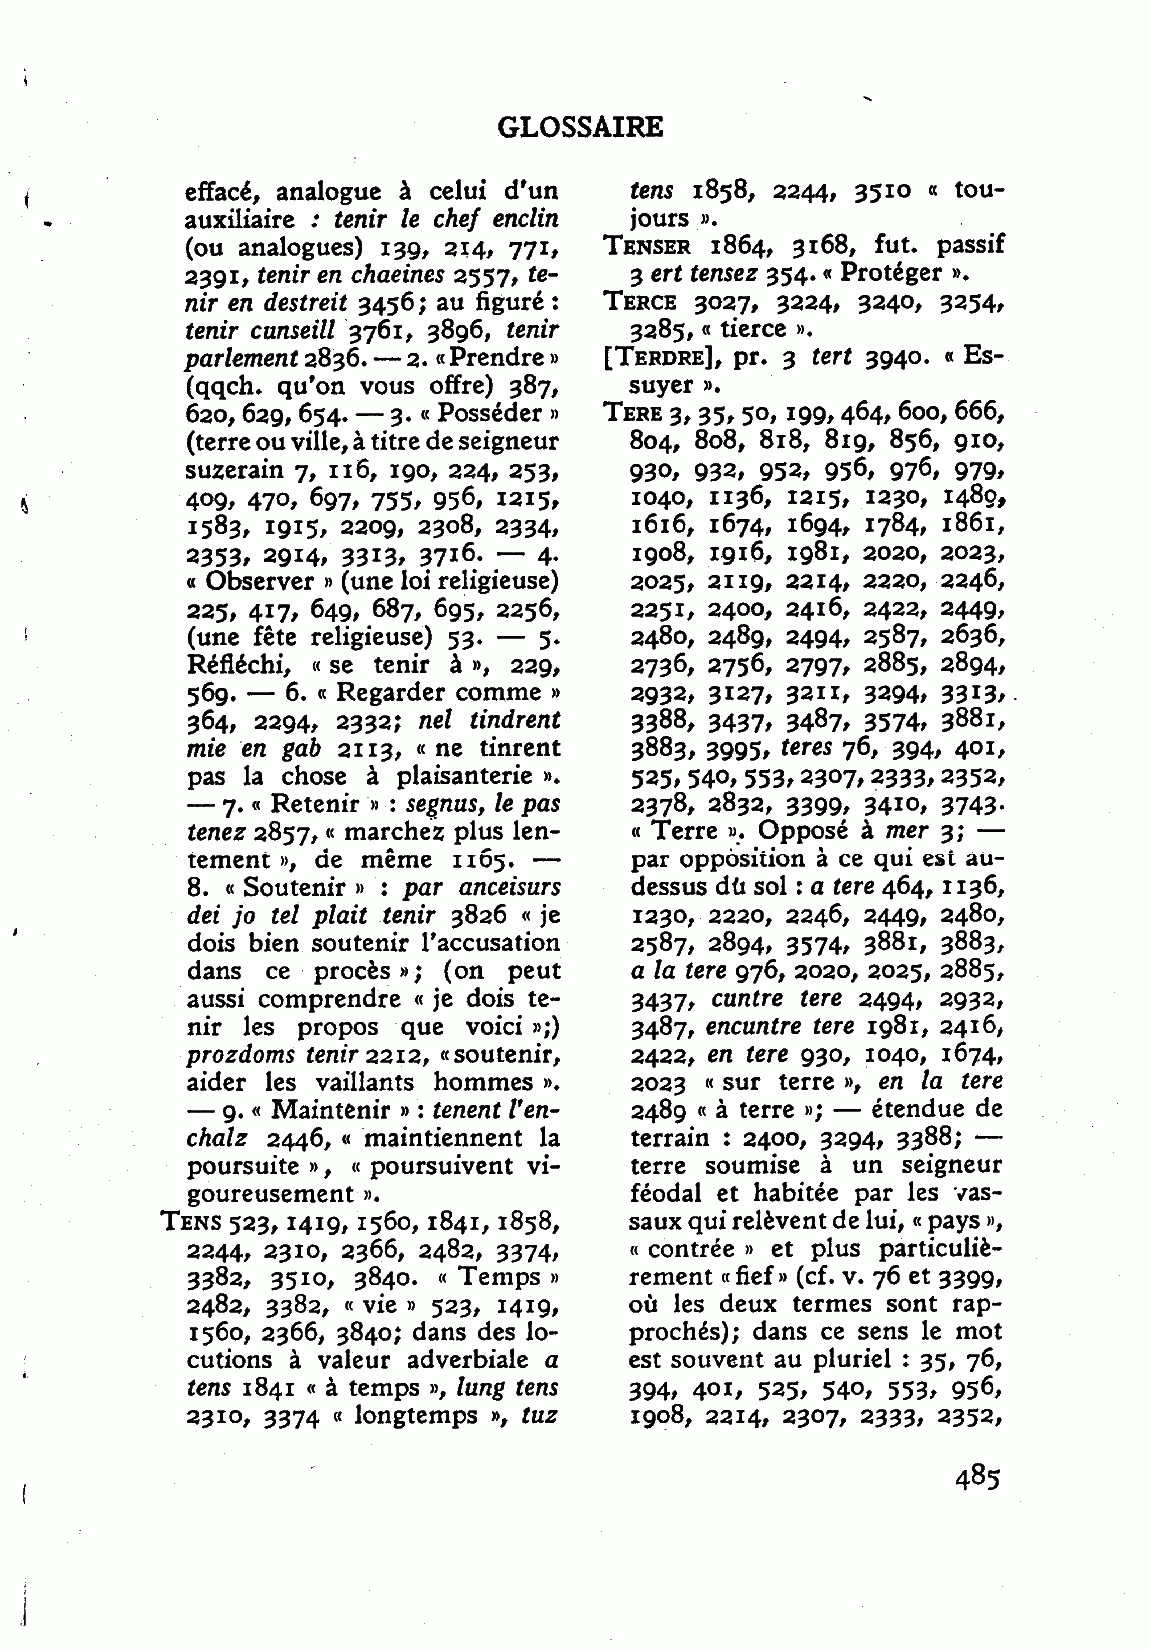 GLOSSAIRE
effacé, analogue à celui d'un
auxiliaire : tenir le chef enclin
(ou analogues) 139, 214, 771,
2391, tenir en chaeines 2557, te-
nir en destreit 3456; au figuré :
tenir cunseill 3761, 3896, tenir
parlement 2836. — 2. « Prendre »
(qqch. qu'on vous offre) 387,
620, 629, 654. — 3. « Posséder »
(terre ou ville, à titre de seigneur
suzerain 7, 116, 190, 224, 253,
409, 470, 697, 755, 956, 1215,
1583, 1915, 2209, 2308, 2334,
2353, 2914, 3313, 3716. — 4.
« Observer » (une loi religieuse)
225, 417, 649, 687, 695, 2256,
(une fête religieuse) 53. — 5.
Réfléchi, « se tenir à », 229,
569. — 6. « Regarder comme »
364, 2294, 2332; nel tindrent
mie en gab 2113, « ne tinrent
pas la chose à plaisanterie ».
— 7. « Retenir » : segnus, le pas
tenez 2857, « marchez plus len-
tement », de même 1165. —
8. « Soutenir » : par anceisurs
dei jo tel plait tenir 3826 « je
dois bien soutenir l'accusation
dans ce procès »; (on peut
aussi comprendre « je dois te-
nir les propos que voici »;)
prozdoms tenir 2212, « soutenir,
aider les vaillants hommes ».
— 9. « Maintenir » : tenent l'en-
chalz 2446, « maintiennent la
poursuite », « poursuivent vi-
goureusement ».
TENS 523, 1419, 1560, 1841, 1858,
2244, 2310, 2366, 2482, 3374,
3382, 3510, 3840. « Temps »
2482, 3382, « vie » 523, 1419,
1560, 2366, 3840; dans des lo-
cutions à valeur adverbiale a
tens 1841 « à temps », lung tens
2310, 3374 « longtemps », tuz
tens 1858, 2244, 3510 « tou-
jours ».
TENSER 1864, 3168, fut. passif
3 ert tensez 354. « Protéger ».
TERCE 3027, 3224, 3240, 3254,
3285, « tierce ».
[TERDRE], pr. 3 tert 3940. « Es-
suyer ».
TERE 3, 35, 50, 199, 464, 600, 666,
804, 808, 818, 819, 856, 910,
930, 932, 952, 956, 976, 979,
1040, 1136, 1215, 1230, 1489,
1616, 1674, 1694, 1784, 1861,
1908, 1916, 1981, 2020, 2023,
2025, 2119, 2214, 2220, 2246,
2251, 2400, 2416, 2422, 2449,
2480, 2489, 2494, 2587, 2636,
2736, 2756, 2797, 2885, 2894,
2932, 3127, 3211, 3294, 3313,
3388, 3437, 3487, 3574, 3881,
3883, 3995, teres 76, 394, 401,
525, 540, 553, 2307, 2333, 2352,
2378, 2832, 3399, 3410, 3743.
« Terre ». Opposé à mer 3; —
par opposition à ce qui est au-
dessus du sol : a tere 464, 1136,
1230, 2220, 2246, 2449, 2480,
2587, 2894, 3574, 3881, 3883,
a la tere 976, 2020, 2025, 2885,
3437, cuntre tere 2494, 2932,
3487, encuntre tere 1981, 2416,
2422, en tere 930, 1040, 1674,
2023 « sur terre », en la tere
2489 « à terre »; — étendue de
terrain : 2400, 3294, 3388; —
terre soumise à un seigneur
féodal et habitée par les vas-
saux qui relèvent de lui, « pays »,
« contrée » et plus particuliè-
rement « fief » (cf. v. 76 et 3399,
où les deux termes sont rap-
prochés); dans ce sens le mot
est souvent au pluriel : 35, 76,
394, 401, 525, 540, 553, 956,
1908, 2214, 2307, 2333, 2352,
485